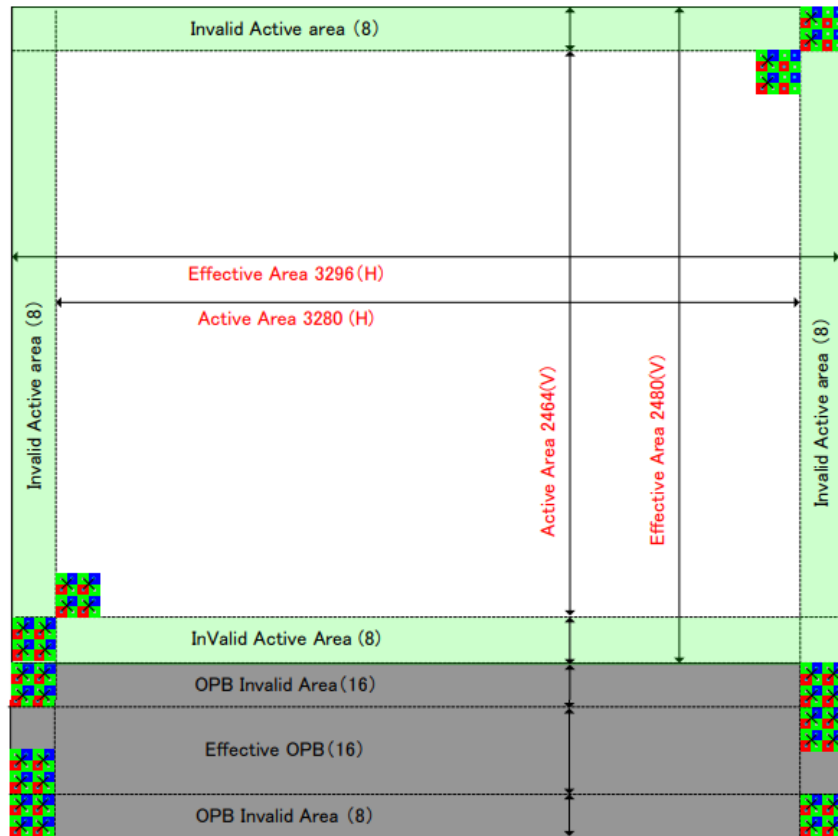 Invalid Active area (8)
Effective Area 3296(H)
Active Area 3280 (H)
Invalid Active area (8)
Active Area 2464(V)
Effective Area 2480(V)
Invalid Active area (8)
InValid Active Area (8)
OPB Invalid Area(16)
Effective OPB(16)
OPB Invalid Area (8)